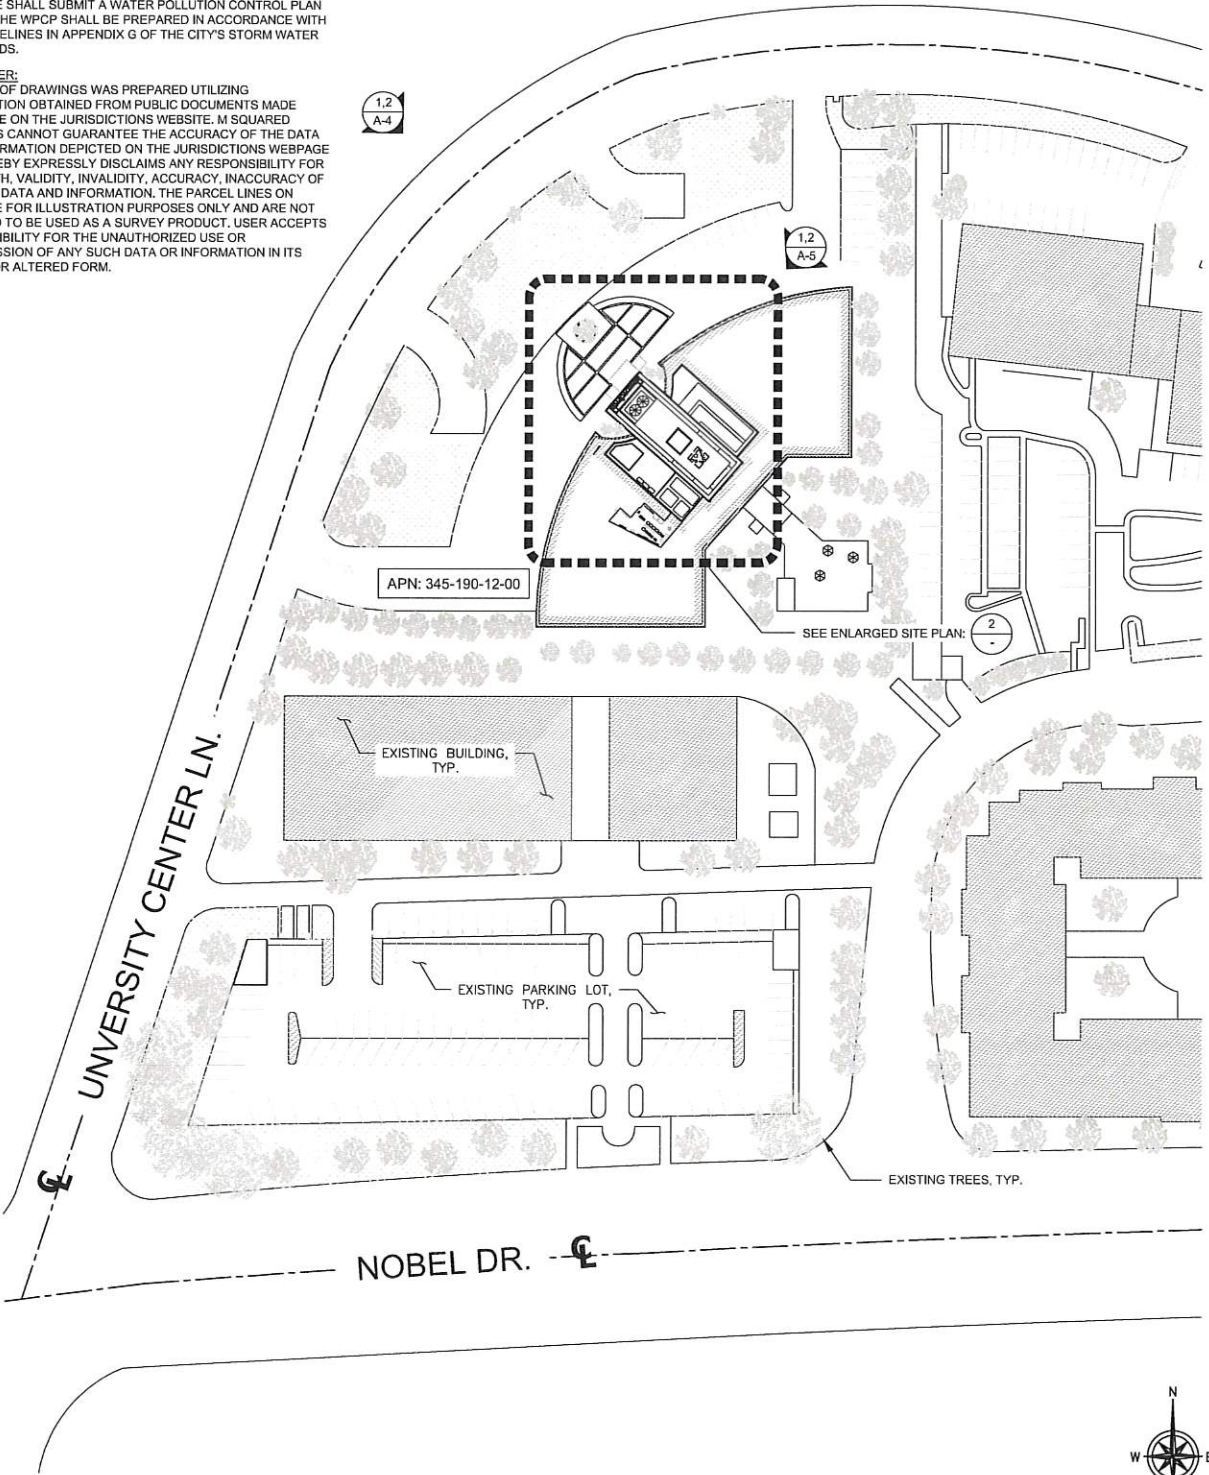 E SHALL SUBMIT A WATER POLLUTION CONTROL PLAN
HE WPCP SHALL BE PREPARED IN ACCORDANCE WITH
ELINES IN APPENDIX G OF THE CITY'S STORM WATER
DS.
ER:
OF DRAWINGS WAS PREPARED UTILIZING
TION OBTAINED FROM PUBLIC DOCUMENTS MADE
E ON THE JURISDICTIONS WEBSITE. M SQUARED
S CANNOT GUARANTEE THE ACCURACY OF THE DATA
RMATION DEPICTED ON THE JURISDICTIONS WEBPAGE
EBY EXPRESSLY DISCLAIMS ANY RESPONSIBILITY FOR
H, VALIDITY, INVALIDITY, ACCURACY, INACCURACY OF
DATA AND INFORMATION. THE PARCEL LINES ON
E FOR ILLUSTRATION PURPOSES ONLY AND ARE NOT
D TO BE USED AS A SURVEY PRODUCT. USER ACCEPTS
IBILITY FOR THE UNAUTHORIZED USE OR
SSION OF ANY SUCH DATA OR INFORMATION IN ITS
R ALTERED FORM.
1,2
A-4
1,2
A-5
APN: 345-190-12-00
SEE ENLARGED SITE PLAN:
2
-
EXISTING BUILDING,
TYP.
UNVERSITY CENTER LN.
EXISTING PARKING LOT,
TYP.
EXISTING TREES, TYP.
CL
NOBEL DR.
CL
N
W
E